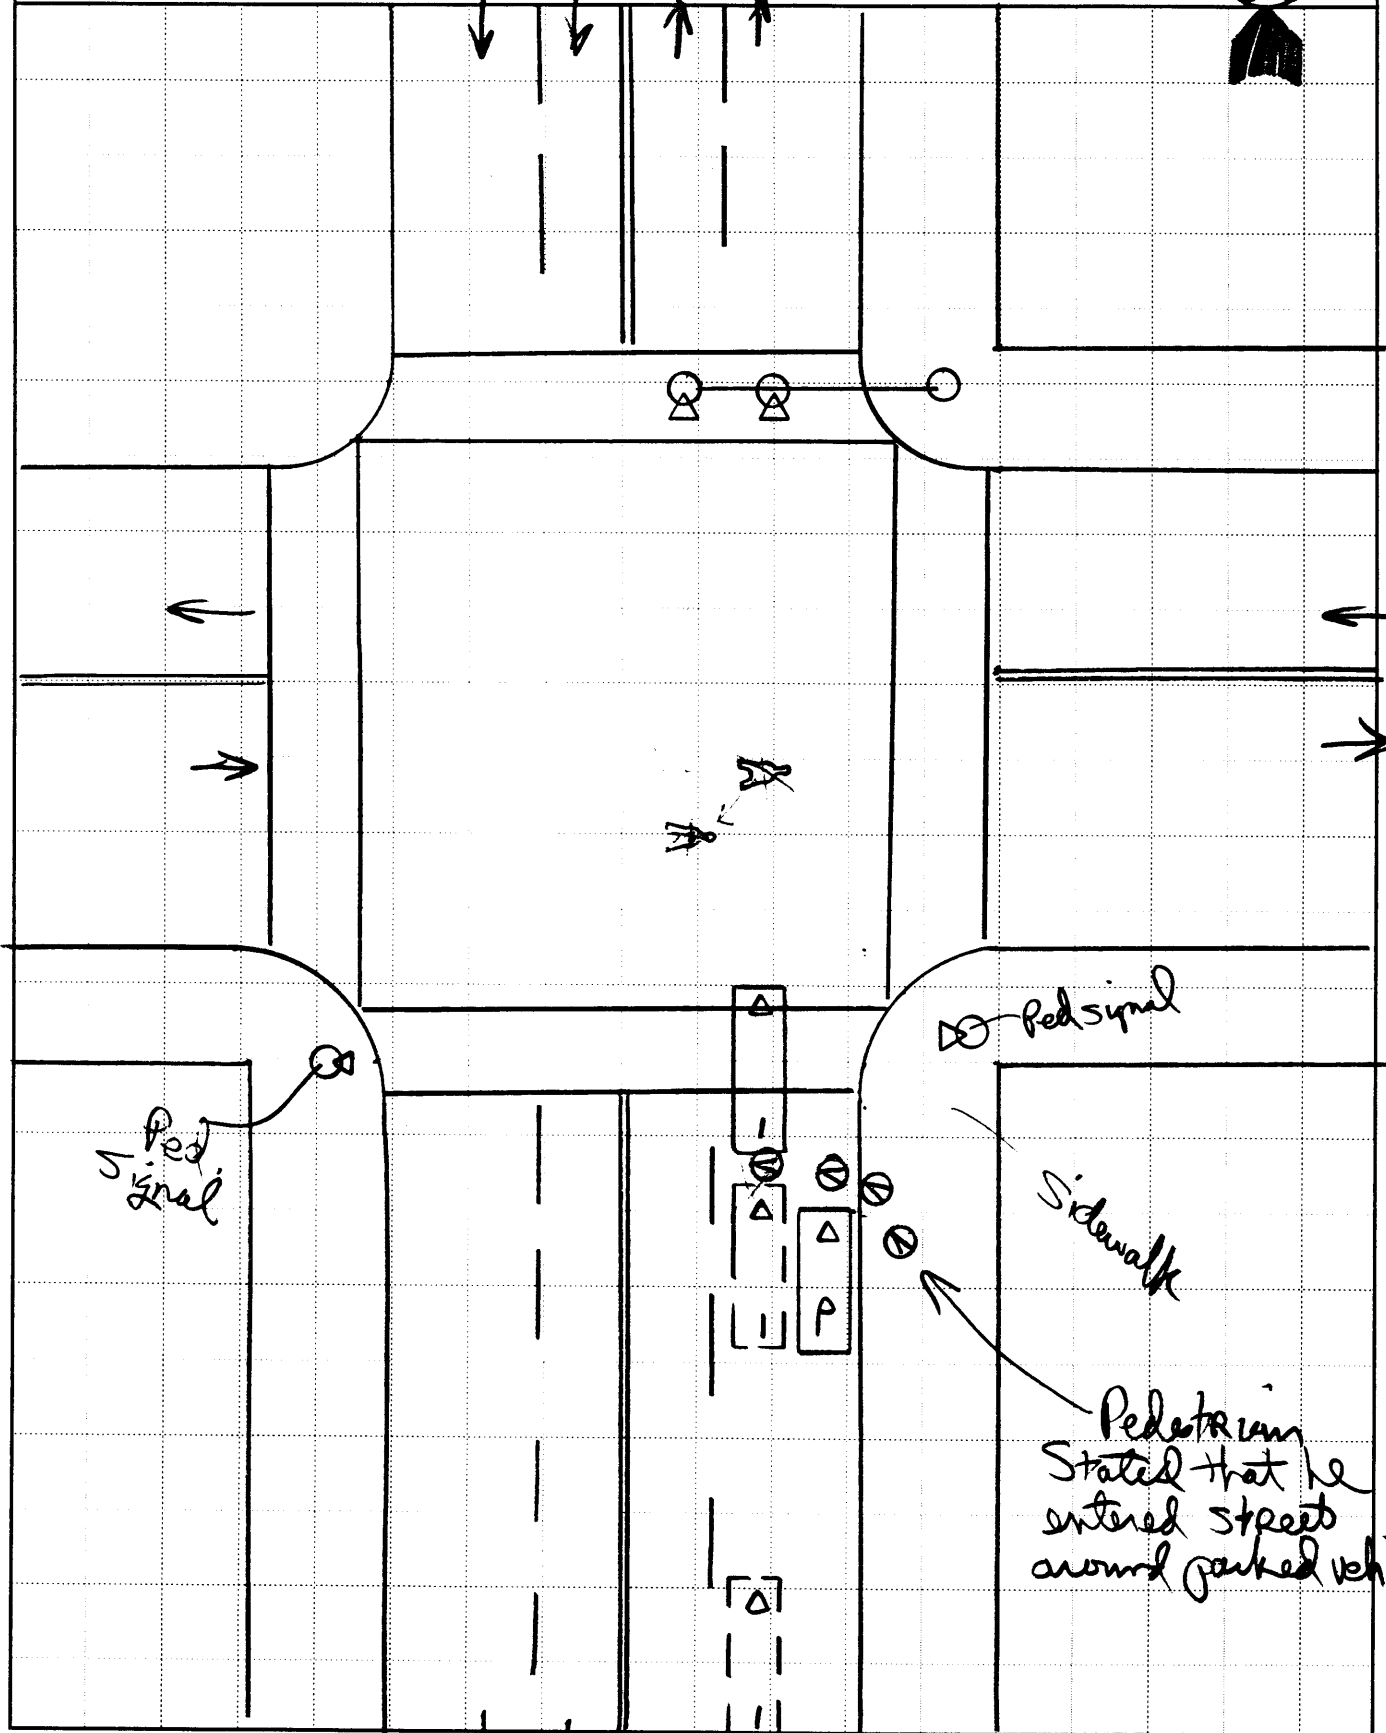 Ped signal
Ped.
Signal
Sidewalk
P
Pedestrian
Stated that he
entered street
around parked veh